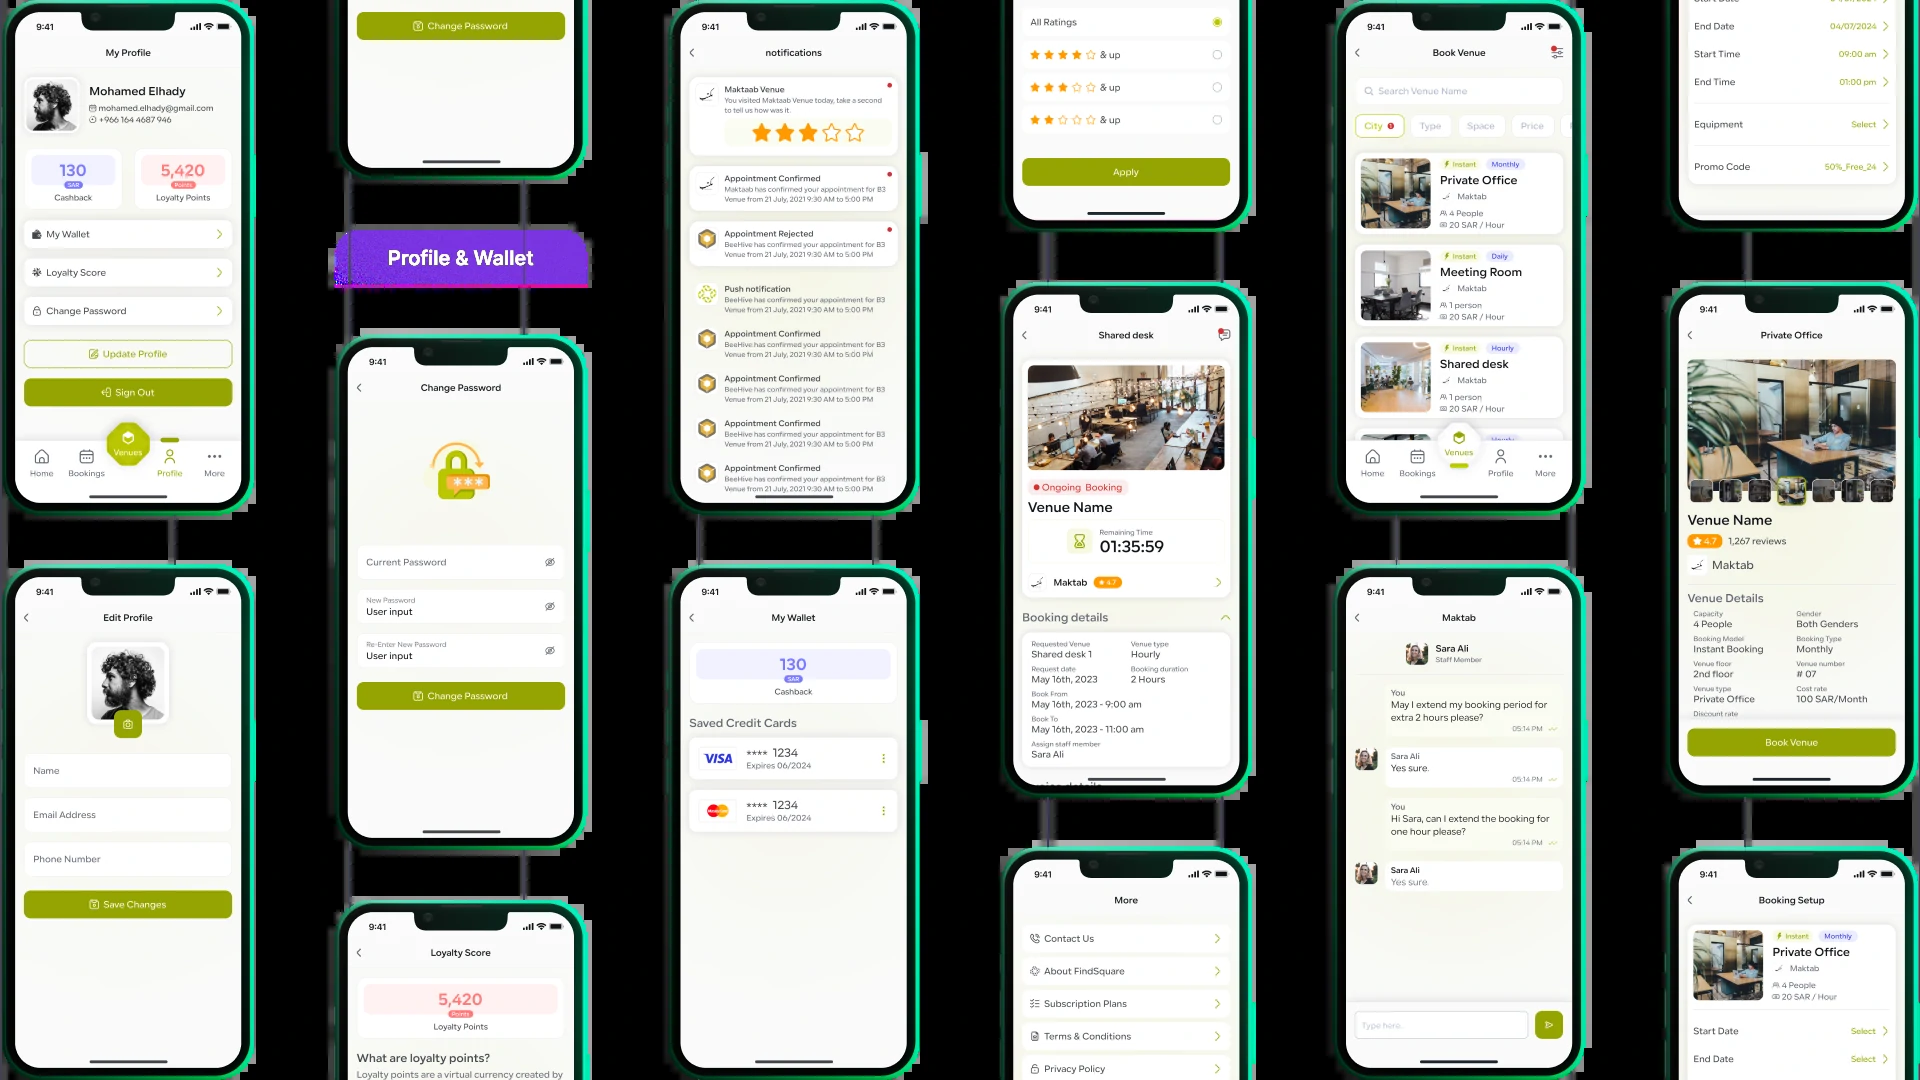 9:41
My Profile
Mohamed Elhady
mohamed.elhady@gmail.com
+966 164 4687 946
130
SAR
Cashback
5,420
Points
Loyalty Points
My Wallet
Loyalty Score
Change Password
Update Profile
Sign Out
Home
Bookings
Venues
Profile
More
9:41
Edit Profile
Name
Email Address
Phone Number
Save Changes
Change Password
Profile & Wallet
9:41
Change Password
***
Current Password
New Password
User input
Re-Enter New Password
User input
Change Password
9:41
Loyalty Score
5,420
Points
Loyalty Points
What are loyalty points?
Loyalty points are a virtual currency created by
9:41
notifications
Maktaab Venue
You visited Maktaab Venue today, take a second
to tell us how was it.
Appointment Confirmed
Maktaab has confirmed your appointment for B3
Venue from 21 July, 2021 9:30 AM to 5:00 PM
Appointment Rejected
BeeHive has confirmed your appointment for B3
Venue from 21 July, 2021 9:30 AM to 5:00 PM
Push notification
BeeHive has confirmed your appointment for B3
Venue from 21 July, 2021 9:30 AM to 5:00 PM
Appointment Confirmed
BeeHive has confirmed your appointment for B3
Venue from 21 July, 2021 9:30 AM to 5:00 PM
Appointment Confirmed
BeeHive has confirmed your appointment for B3
Venue from 21 July, 2021 9:30 AM to 5:00 PM
Appointment Confirmed
BeeHive has confirmed your appointment for B3
Venue from 21 July, 2021 9:30 AM to 5:00 PM
Appointment Confirmed
BeeHive has confirmed your appointment for B3
Venue from 21 July, 2021 9:30 AM to 5:00 PM
9:41
My Wallet
130
SAR
Cashback
Saved Credit Cards
VISA
**** 1234
Expires 06/2024
**** 1234
Expires 06/2024
All Ratings
& up
& up
& up
Apply
9:41
Shared desk
Ongoing Booking
Venue Name
Remaining Time
01:35:59
Maktab
4.7
Booking details
Requested Venue
Shared desk 1
Venue type
Hourly
Request date
May 16th, 2023
Booking duration
2 Hours
Book From
May 16th, 2023 - 9:00 am
Book To
May 16th, 2023 - 11:00 am
Assign staff member
Sara Ali
9:41
More
Contact Us
About FindSquare
Subscription Plans
Terms & Conditions
Privacy Policy
9:41
Book Venue
Search Venue Name
City
Type
Space
Price
Instant
Monthly
Private Office
Maktab
4 People
20 SAR / Hour
Instant
Daily
Meeting Room
Maktab
1 person
20 SAR / Hour
Instant
Hourly
Shared desk
Maktab
1 person
20 SAR / Hour
Home
Bookings
Venues
Profile
More
9:41
Maktab
Sara Ali
Staff Member
You
May I extend my booking period for
extra 2 hours please?
05:14 PM
Sara Ali
Yes sure.
05:14 PM
You
Hi Sara, can I extend the booking for
one hour please?
05:14 PM
Sara Ali
Yes sure.
Type here.
End Date
04/07/2024
Start Time
09:00 am
End Time
01:00 pm
Equipment
Select
Promo Code
50%_Free_24
9:41
Private Office
Venue Name
4.7
1,267 reviews
Maktab
Venue Details
Capacity
4 People
Gender
Both Genders
Booking Model
Instant Booking
Booking Type
Monthly
Venue floor
2nd floor
Venue number
# 07
Venue type
Private Office
Cost rate
100 SAR/Month
Discount rate
Book Venue
9:41
Booking Setup
Instant
Monthly
Private Office
Maktab
4 People
20 SAR / Hour
Start Date
Select
End Date
Select